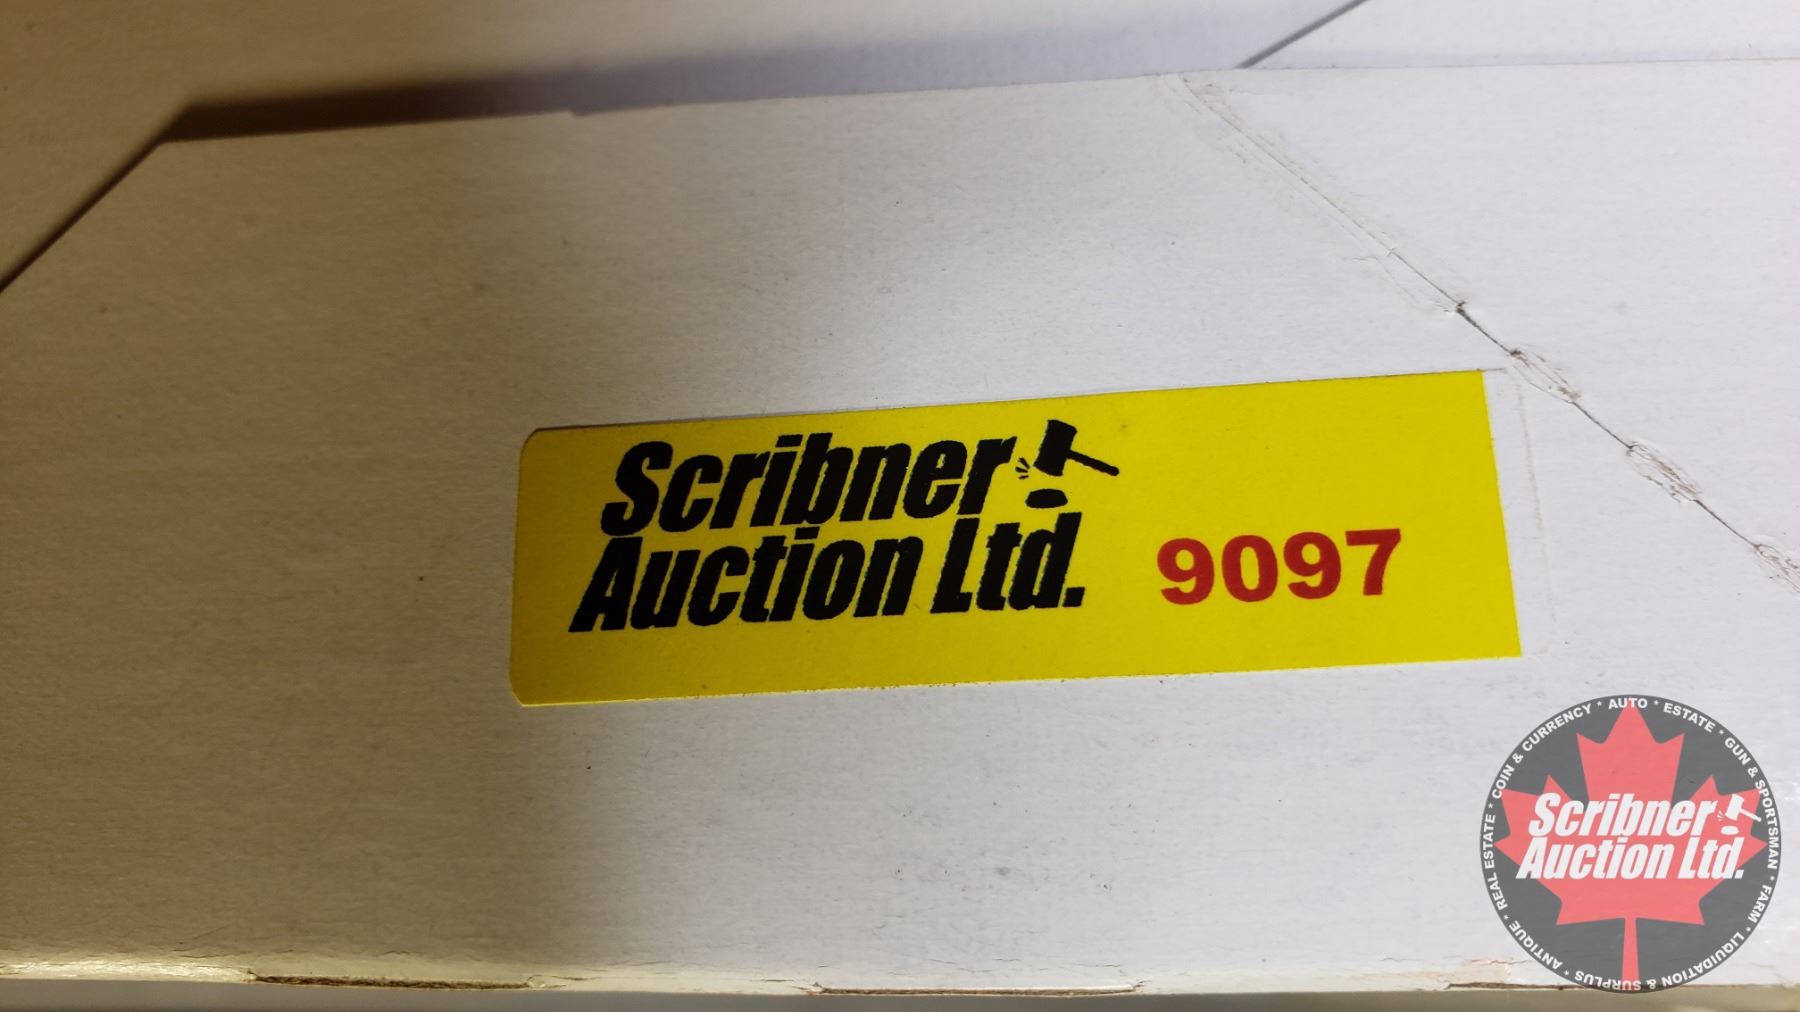 Scribner
Auction Ltd.
9097
COIN & CURRENCY * AUTO * ESTATE * GUN & SPORTSMAN * FARM * LIQUIDATION & SURPLUS * ANTIQUE * REAL ESTATE *
Scribner
Auction Ltd.